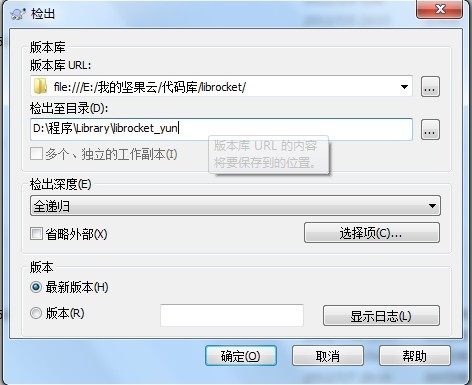 检出
版本库
版本库 URL:
file:///E:/我的坚果云/代码库/librocket/
...
检出至目录(D):
D:\程序\Library\librocket_yun
...
版本库 URL 的内容
将要保存到的位置。
多个、独立的工作副本(I)
检出深度(E)
全递归
省略外部(X)
选择项(C)...
版本
最新版本(H)
版本(R)
显示日志(L)
确定(O)
取消
帮助